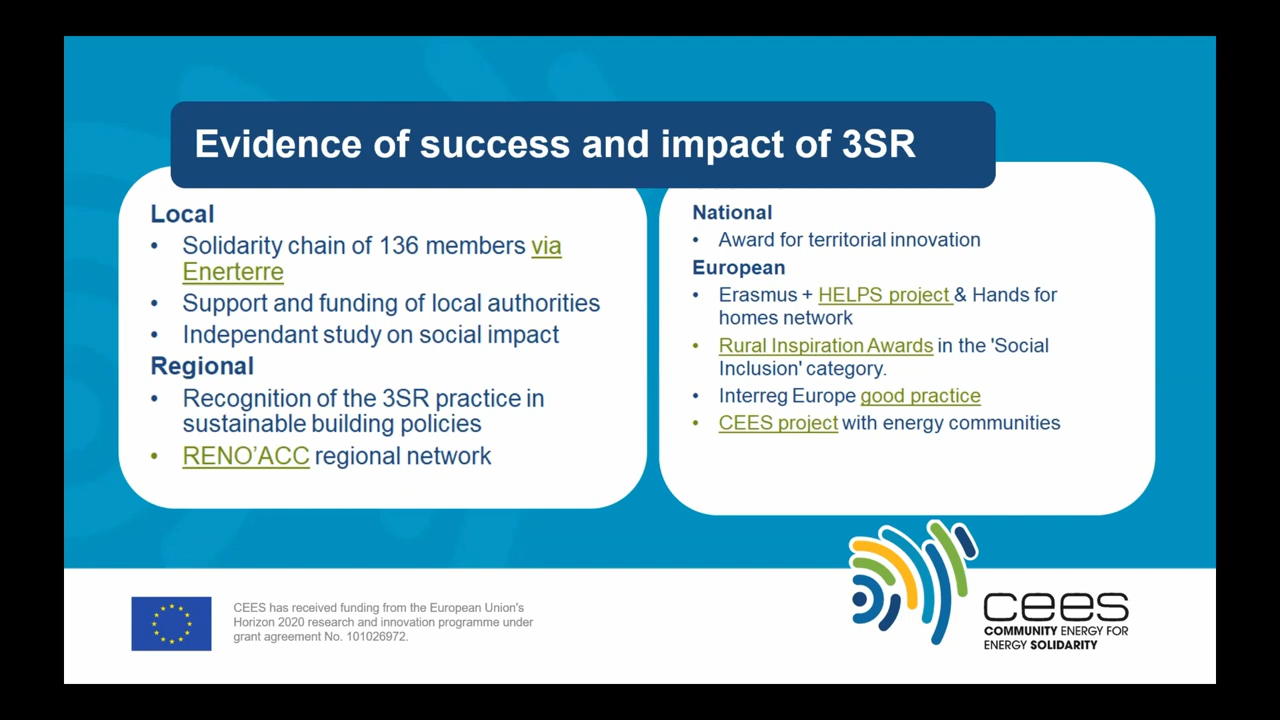 Evidence of success and impact of 3SR
Local
• Solidarity chain of 136 members via
Enerterre
• Support and funding of local authorities
• Independant study on social impact
Regional
• Recognition of the 3SR practice in
sustainable building policies
• RENO’ACC regional network
National
• Award for territorial innovation
European
• Erasmus + HELPS project & Hands for
homes network
• Rural Inspiration Awards in the 'Social
Inclusion' category.
• Interreg Europe good practice
• CEES project with energy communities
CEES has received funding from the European Union's
Horizon 2020 research and innovation programme under
grant agreement No. 101026972.
cees
COMMUNITY ENERGY FOR
ENERGY SOLIDARITY